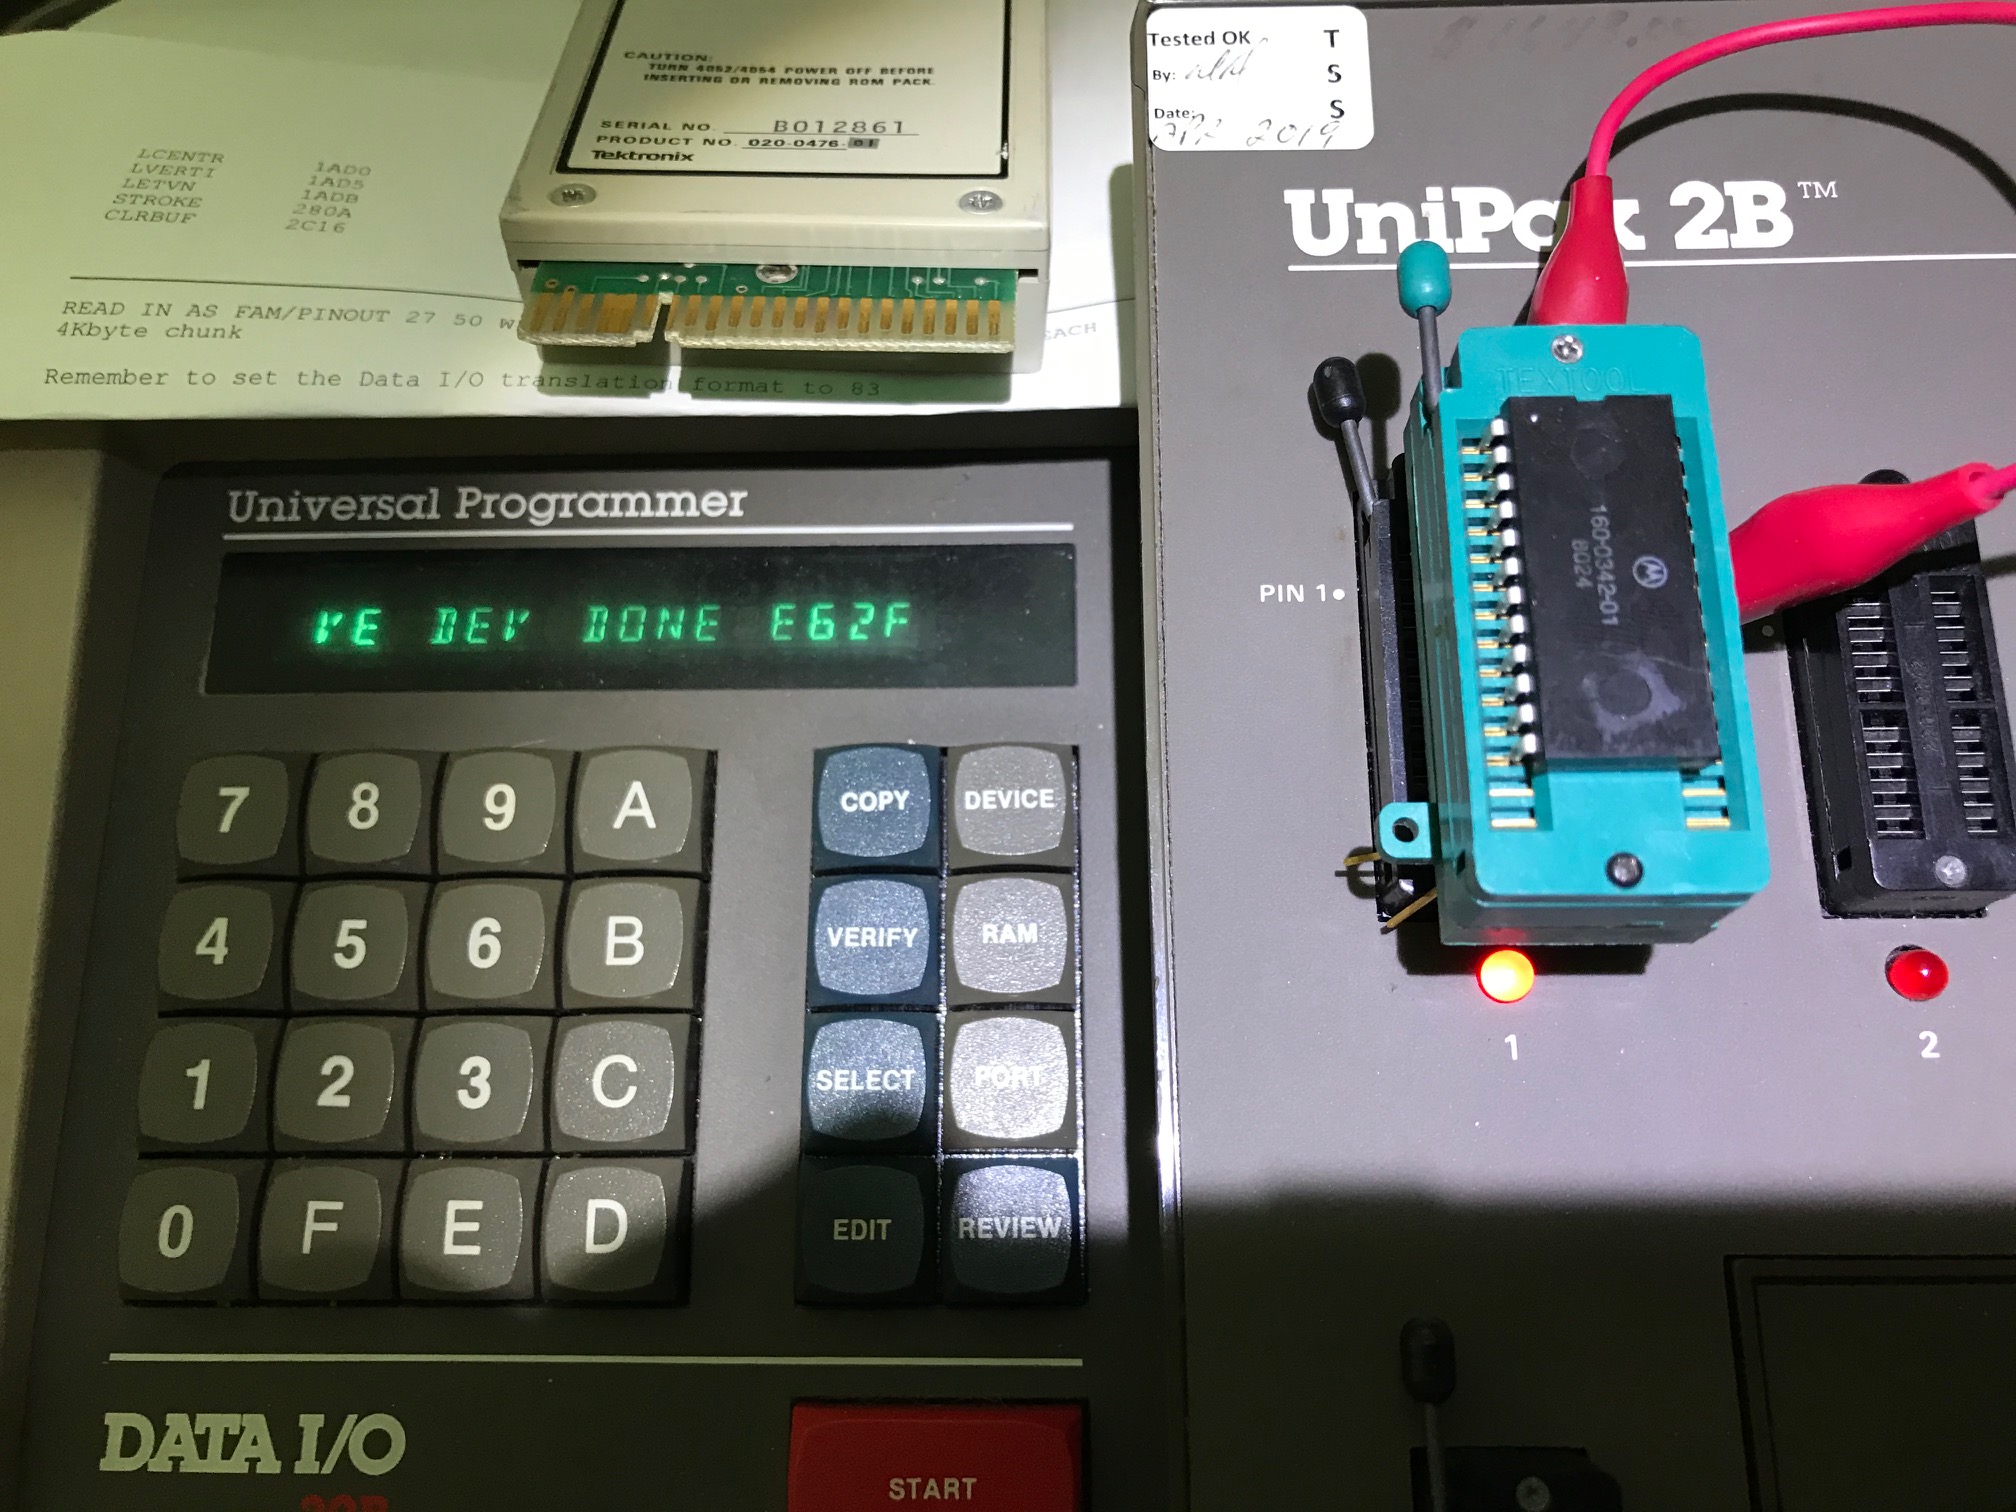 CAUTION:
TURN 4052/4054 POWER OFF BEFORE
INSERTING OR REMOVING ROM PACK.
SERIAL NO. B012861
PRODUCT NO. 020-0476-01
Tektronix
LCENTR 1AD0
LVERTI 1AD5
LETVN 1ADB
STROKE 280A
CLRBUF 2C16
READ IN AS FAM/PINOUT 27 50 W
EACH
4Kbyte chunk
Remember to set the Data I/O translation format to 83
Tested OK T
By: S
Date: S
APR 2019
UniPak 2B™
TEXTOOL
160-0342-01
8024
PIN 1
1
2
Universal Programmer
VE DEV DONE E62F
7 8 9 A COPY DEVICE
4 5 6 B VERIFY RAM
1 2 3 C SELECT PORT
0 F E D EDIT REVIEW
DATA I/O
START